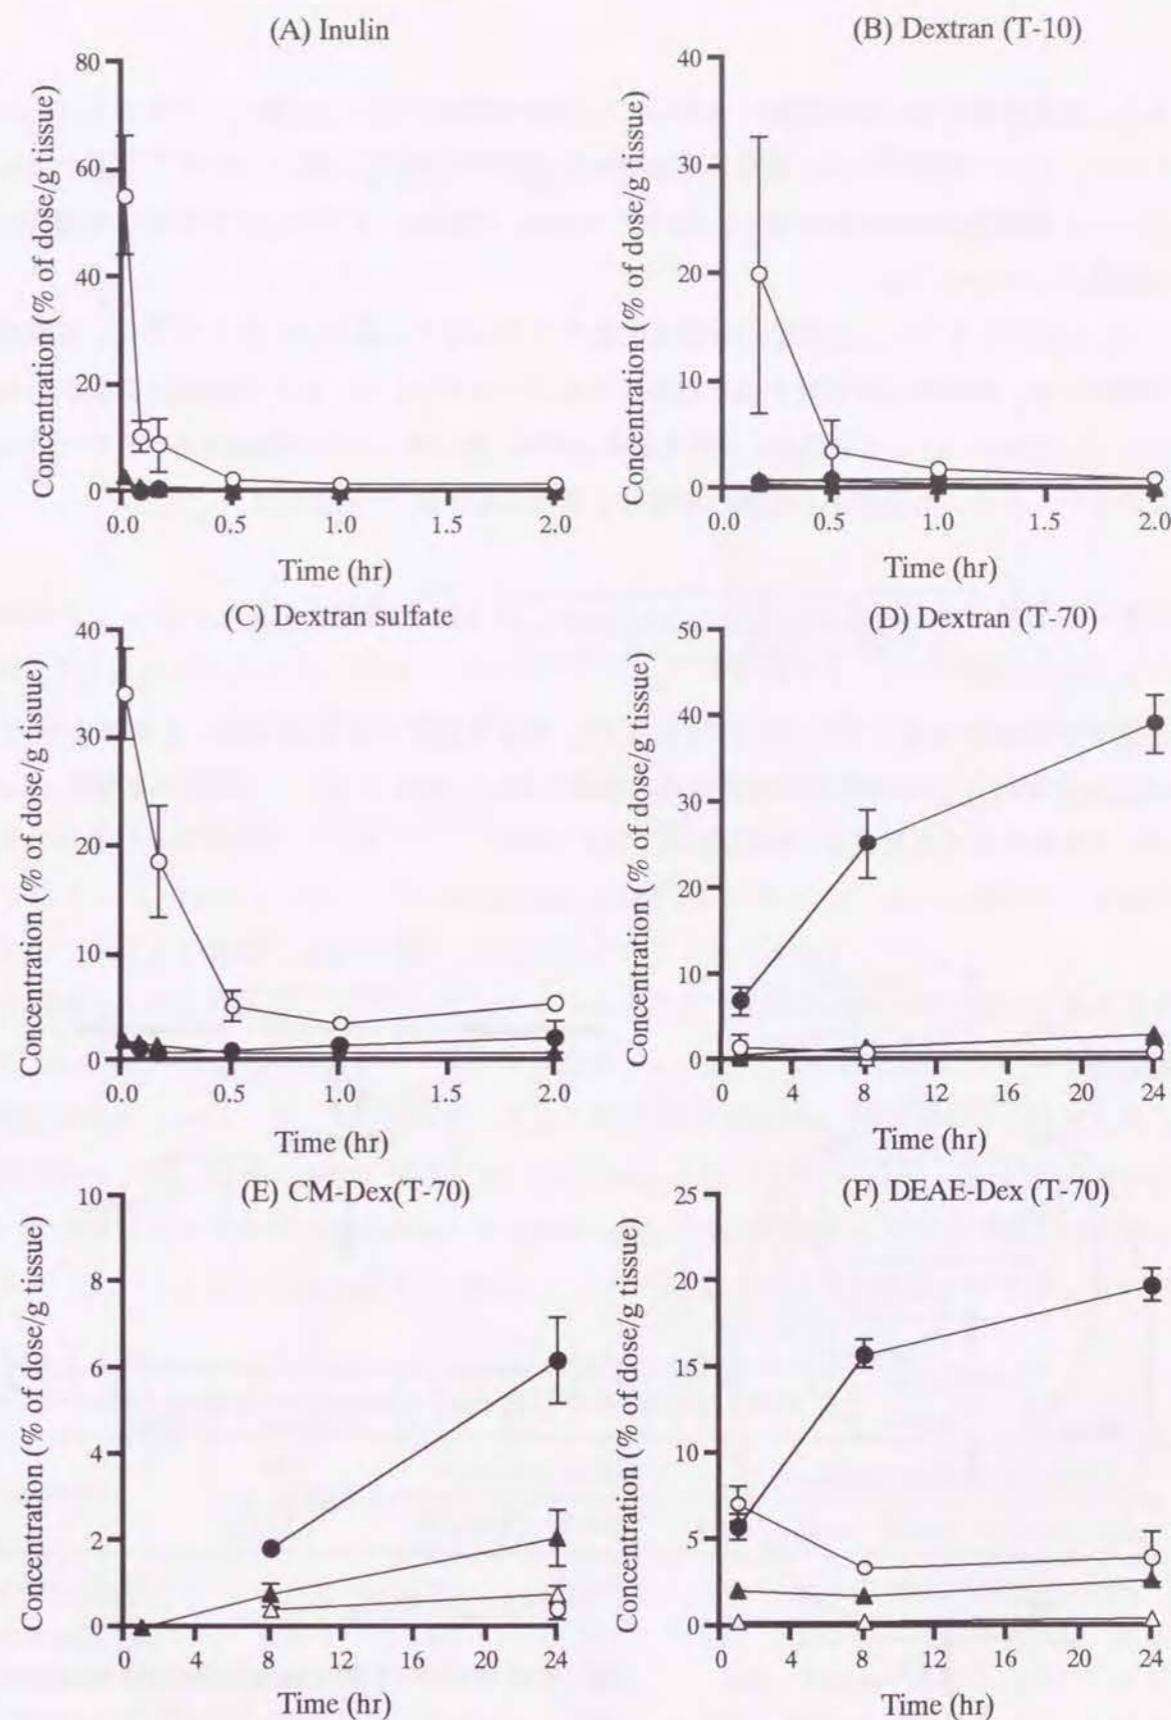 (A) Inulin
Concentration (% of dose/g tissue)
80
60
40
20
0
0.0 0.5 1.0 1.5 2.0
Time (hr)
(B) Dextran (T-10)
Concentration (% of dose/g tissue)
40
30
20
10
0
0.0 0.5 1.0 1.5 2.0
Time (hr)
(C) Dextran sulfate
Concentration (% of dose/g tisuue)
40
30
20
10
0
0.0 0.5 1.0 1.5 2.0
Time (hr)
(D) Dextran (T-70)
Concentration (% of dose/g tissue)
50
40
30
20
10
0
0 4 8 12 16 20 24
Time (hr)
(E) CM-Dex(T-70)
Concentration (% of dose/g tissue)
10
8
6
4
2
0
0 4 8 12 16 20 24
Time (hr)
(F) DEAE-Dex (T-70)
Concentration (% of dose/g tissue)
25
20
15
10
5
0
0 4 8 12 16 20 24
Time (hr)